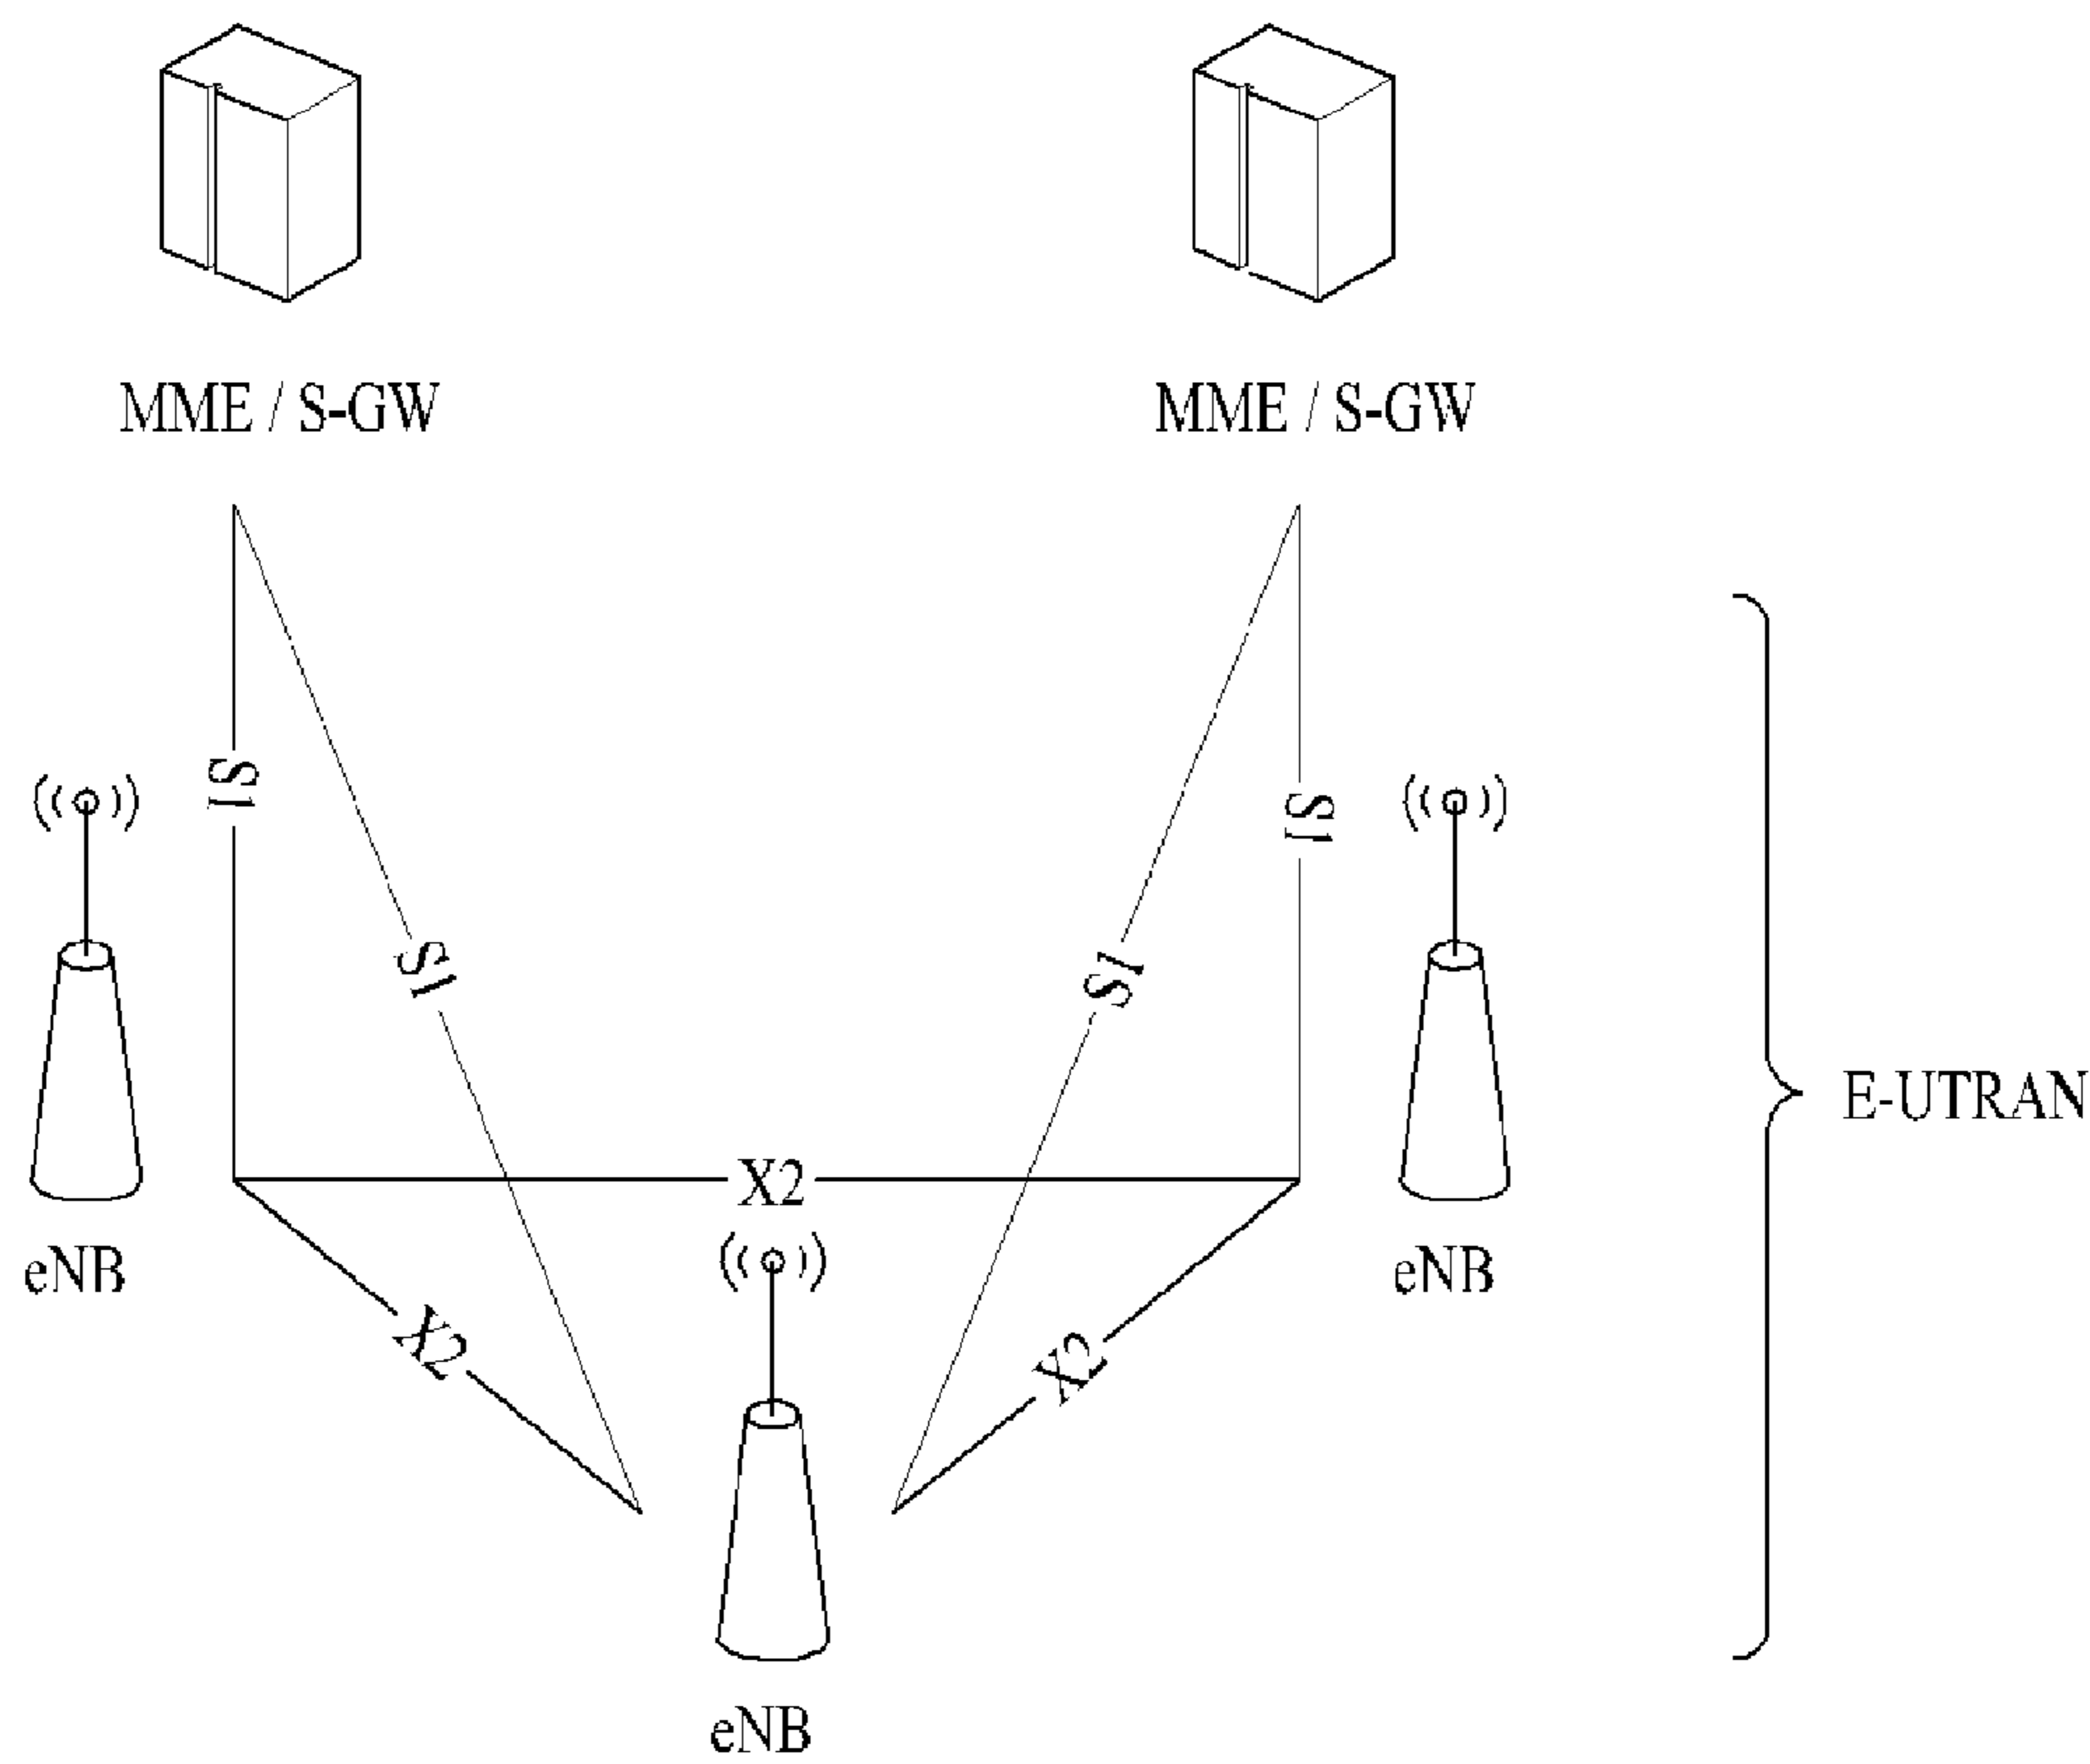 MME / S-GW
MME / S-GW
S1
S1
S1
S1
E-UTRAN
X2
eNB
eNB
X2
X2
eNB